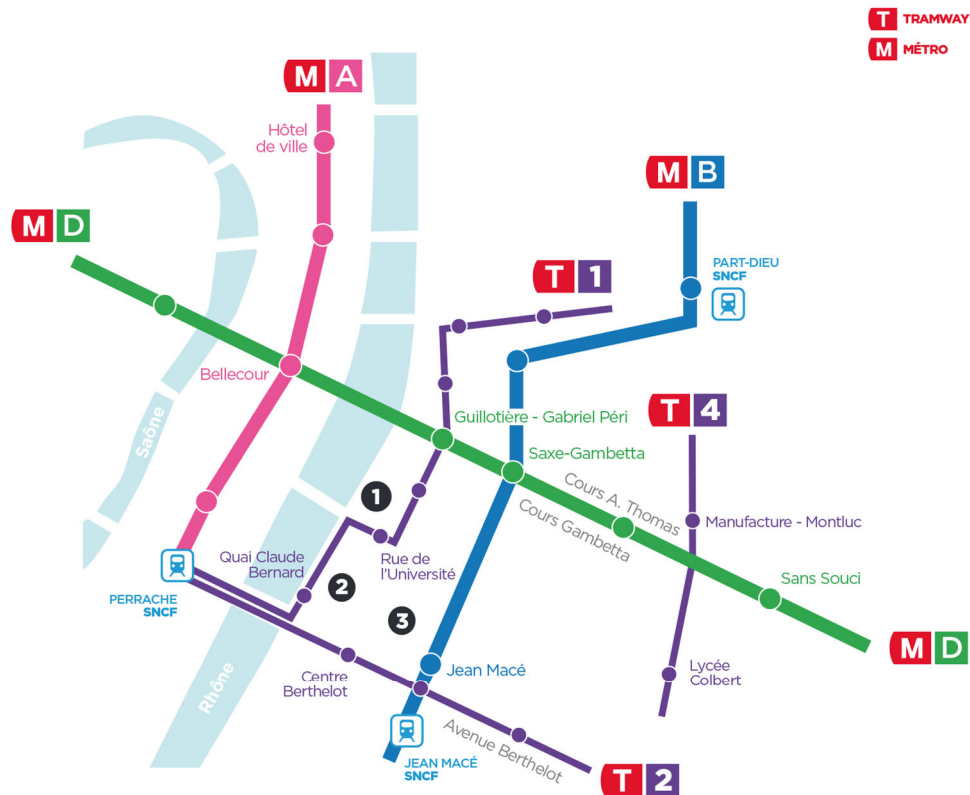 T TRAMWAY
M MÉTRO
M A
Hôtel
de ville
M B
M D
PART-DIEU
SNCF
T 1
Bellecour
Guillotière - Gabriel Péri
T 4
Saône
Saxe-Gambetta
Cours A. Thomas
Cours Gambetta
1
Manufacture - Montluc
Quai Claude
Bernard
Rue de
l'Université
2
Sans Souci
PERRACHE
SNCF
3
M D
Jean Macé
Centre
Berthelot
Lycée
Colbert
Rhône
Avenue Berthelot
JEAN MACÉ
SNCF
T 2